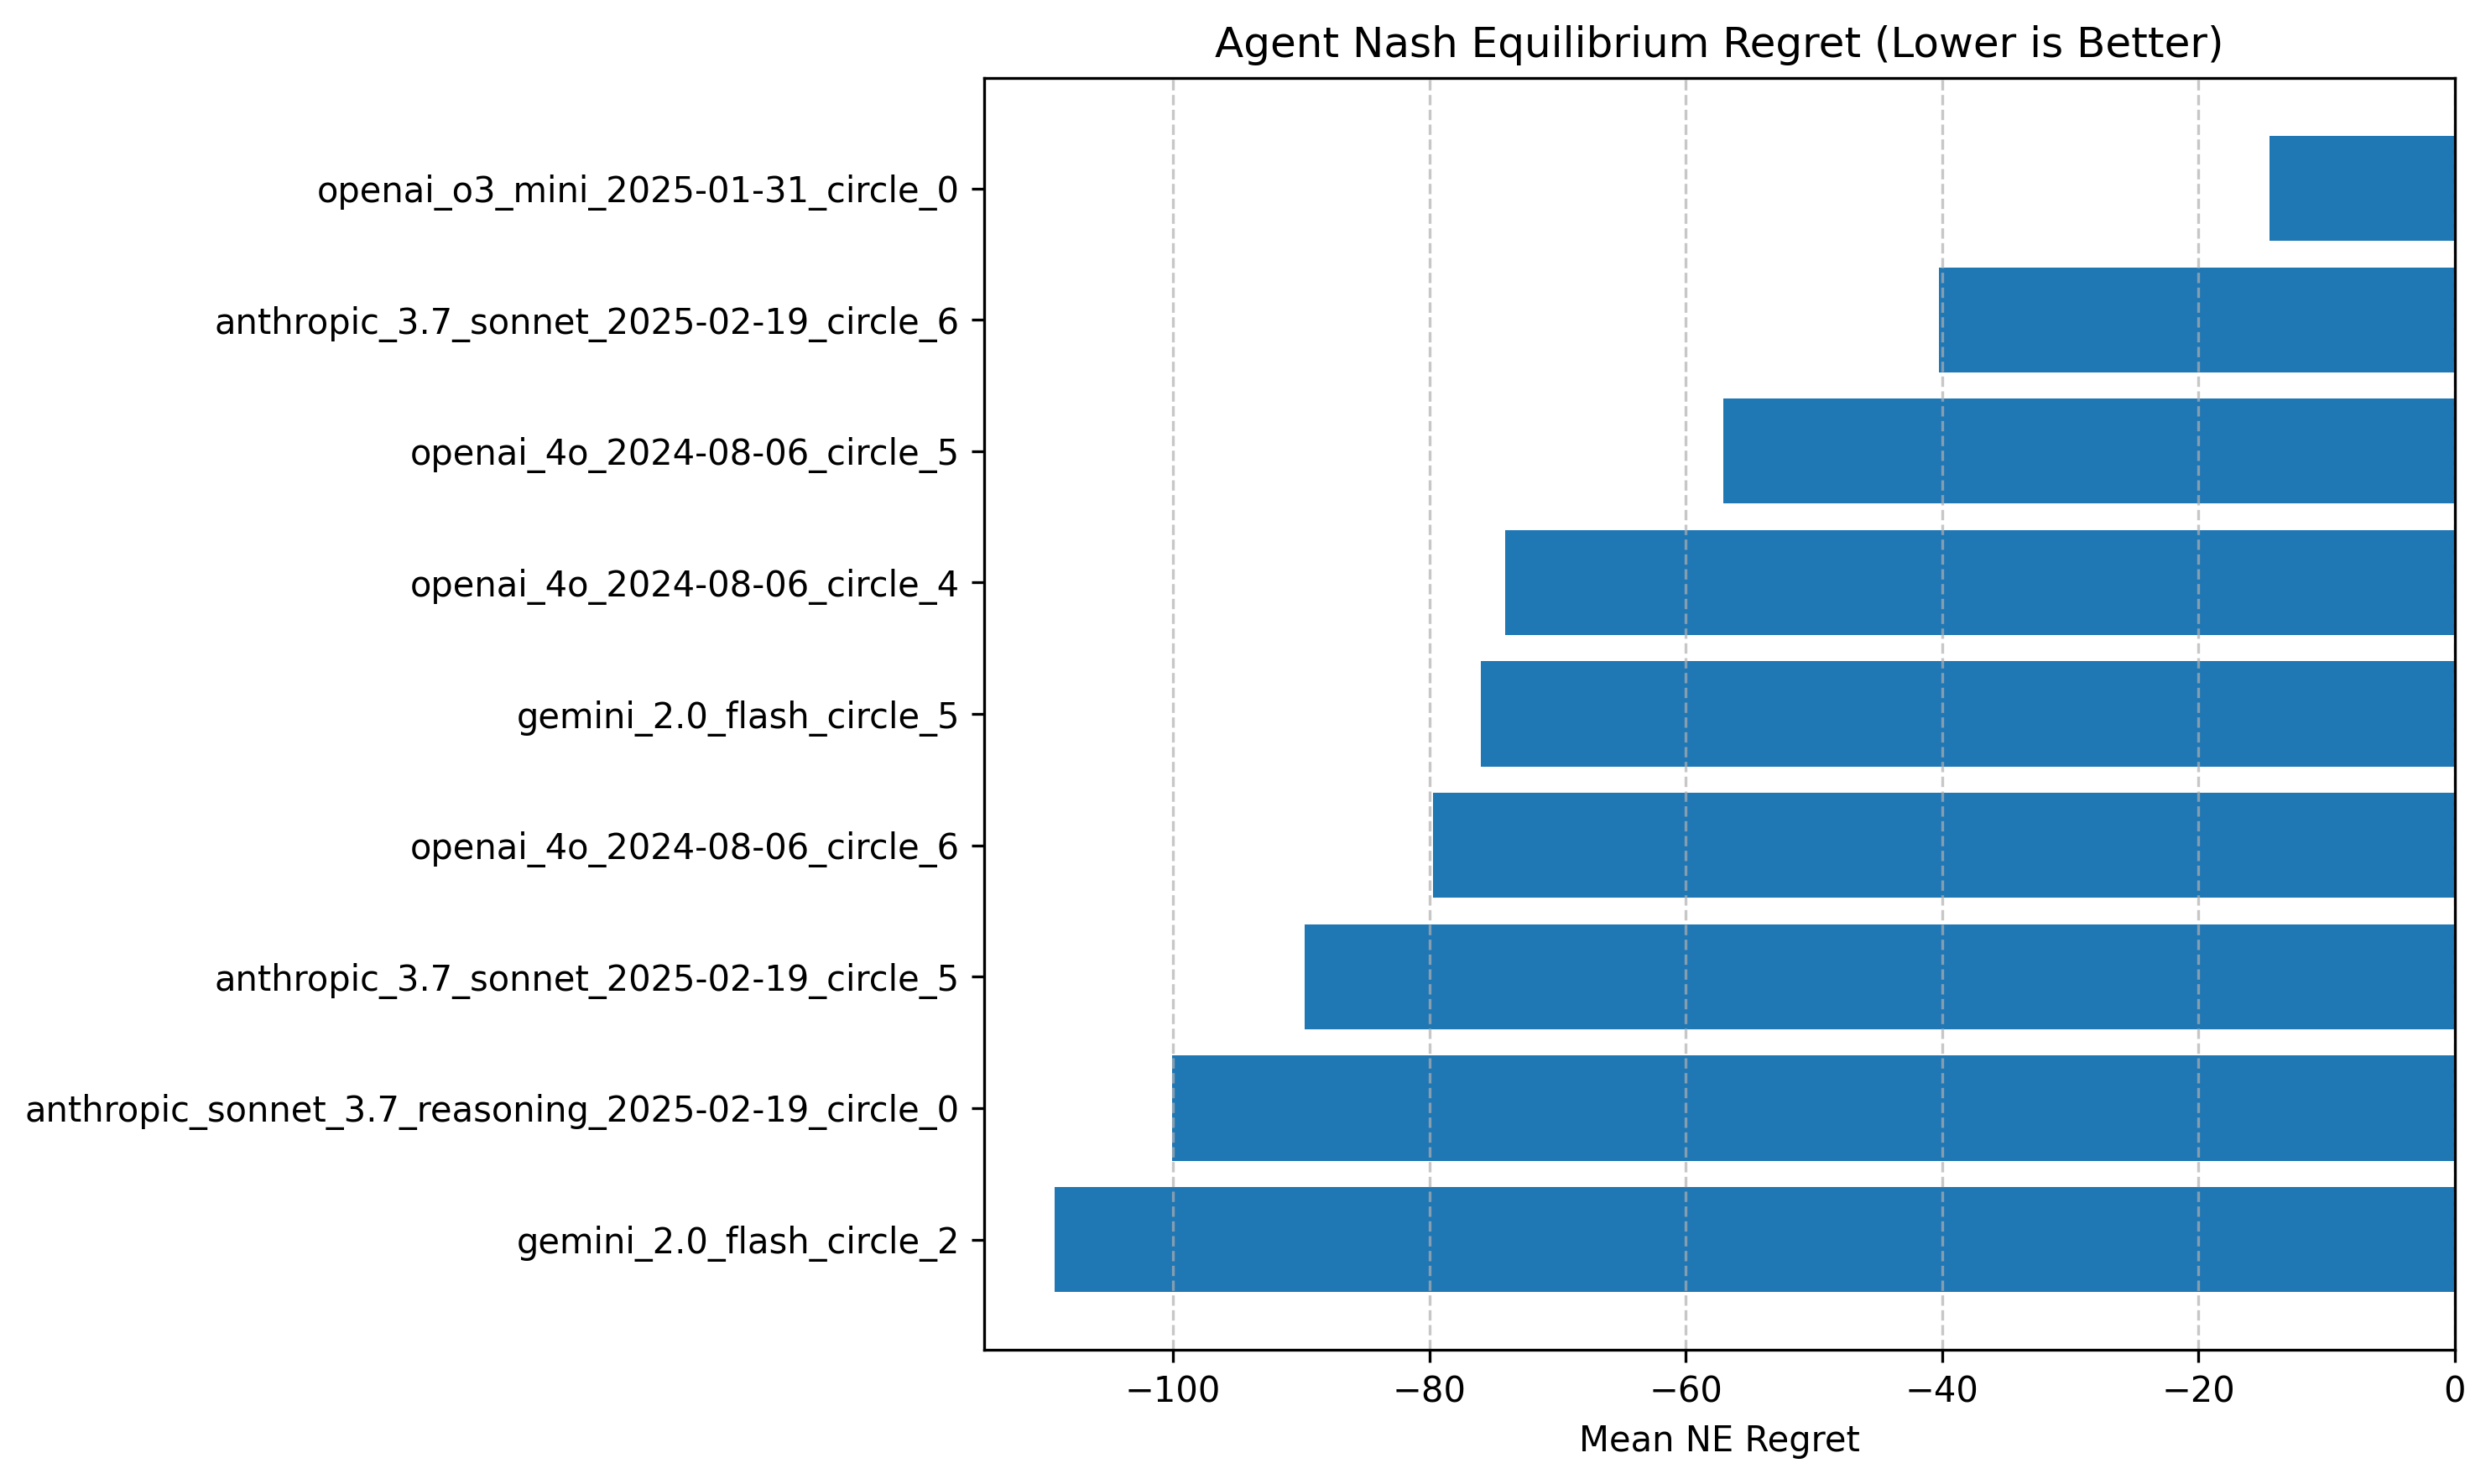 Agent Nash Equilibrium Regret (Lower is Better)
openai_o3_mini_2025-01-31_circle_0
anthropic_3.7_sonnet_2025-02-19_circle_6
openai_4o_2024-08-06_circle_5
openai_4o_2024-08-06_circle_4
gemini_2.0_flash_circle_5
openai_4o_2024-08-06_circle_6
anthropic_3.7_sonnet_2025-02-19_circle_5
anthropic_sonnet_3.7_reasoning_2025-02-19_circle_0
gemini_2.0_flash_circle_2
−100 −80 −60 −40 −20 0
Mean NE Regret